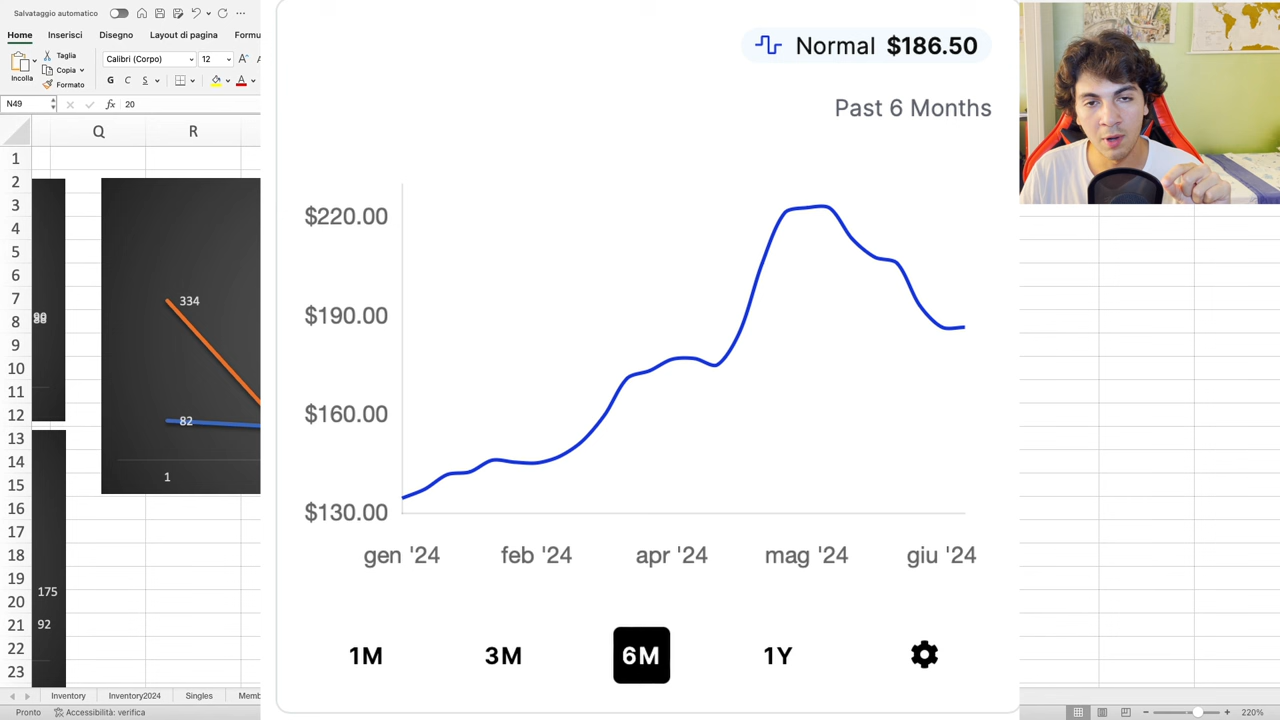 Salvataggio automatico
Home Inserisci Disegno Layout di pagina Formu
Incolla
Taglia
Copia
Formato
Calibri (Corpo) 12
G C S A
N49 fx 20
Q R
1
2
3
4
5
6
7
8
9
10
11
12
13
14
15
16
17
18
19
20
21
22
23
334
82
1
175
92
Normal $186.50
Past 6 Months
$220.00
$190.00
$160.00
$130.00
gen '24 feb '24 apr '24 mag '24 giu '24
1M 3M 6M 1Y
Inventory Inventory2024 Singles Memb
Pronto Accessibilità: verifica 220%